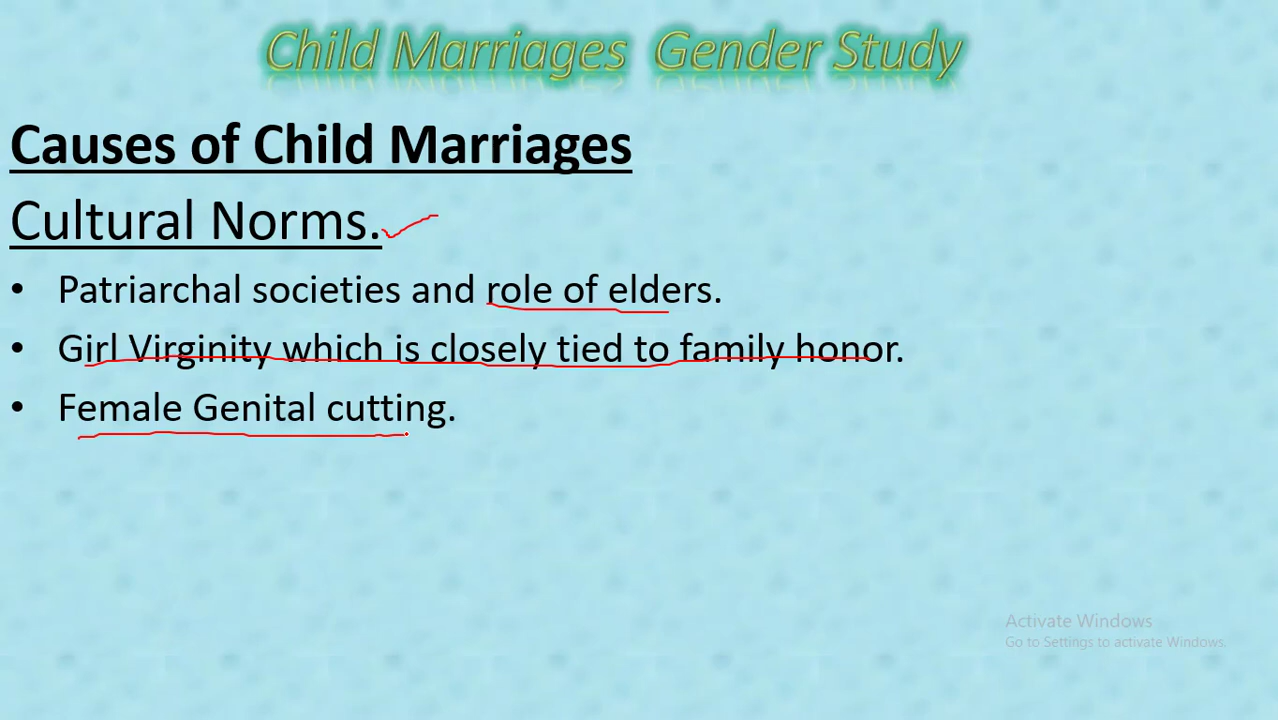 Child Marriages Gender Study
Causes of Child Marriages
Cultural Norms.
• Patriarchal societies and role of elders.
• Girl Virginity which is closely tied to family honor.
• Female Genital cutting.
Activate Windows
Go to Settings to activate Windows.